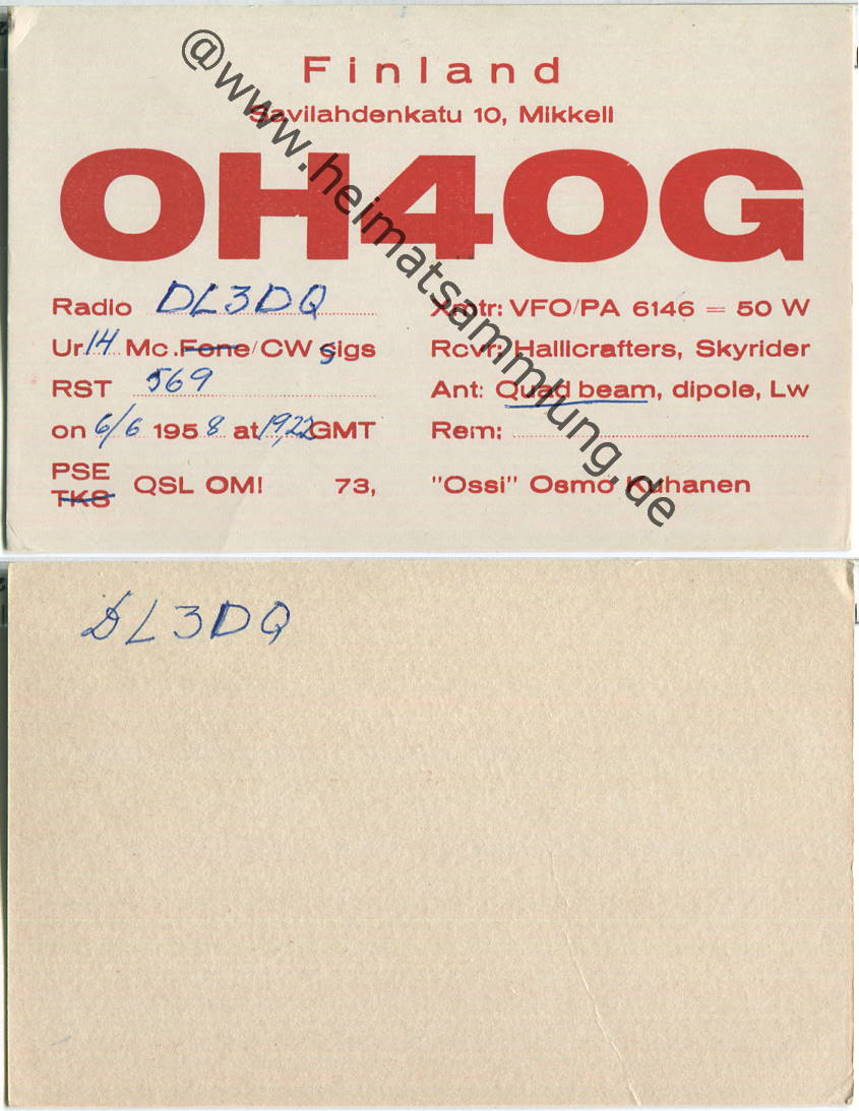 Finland
Savilahdenkatu 10, Mikkeli
OH4OG
Radio DL3DQ
Ur 14 Mc. Fone/CW sigs
RST 569
on 6/6 1958 at 19,22 GMT
PSE
TKS QSL OM! 73,
Xmtr: VFO/PA 6146 = 50 W
Rcvr: Hallicrafters, Skyrider
Ant: Quad beam, dipole, Lw
Rem:
"Ossi" Osmo Kuhanen
@www.heimatsammlung.de
DL3DQ